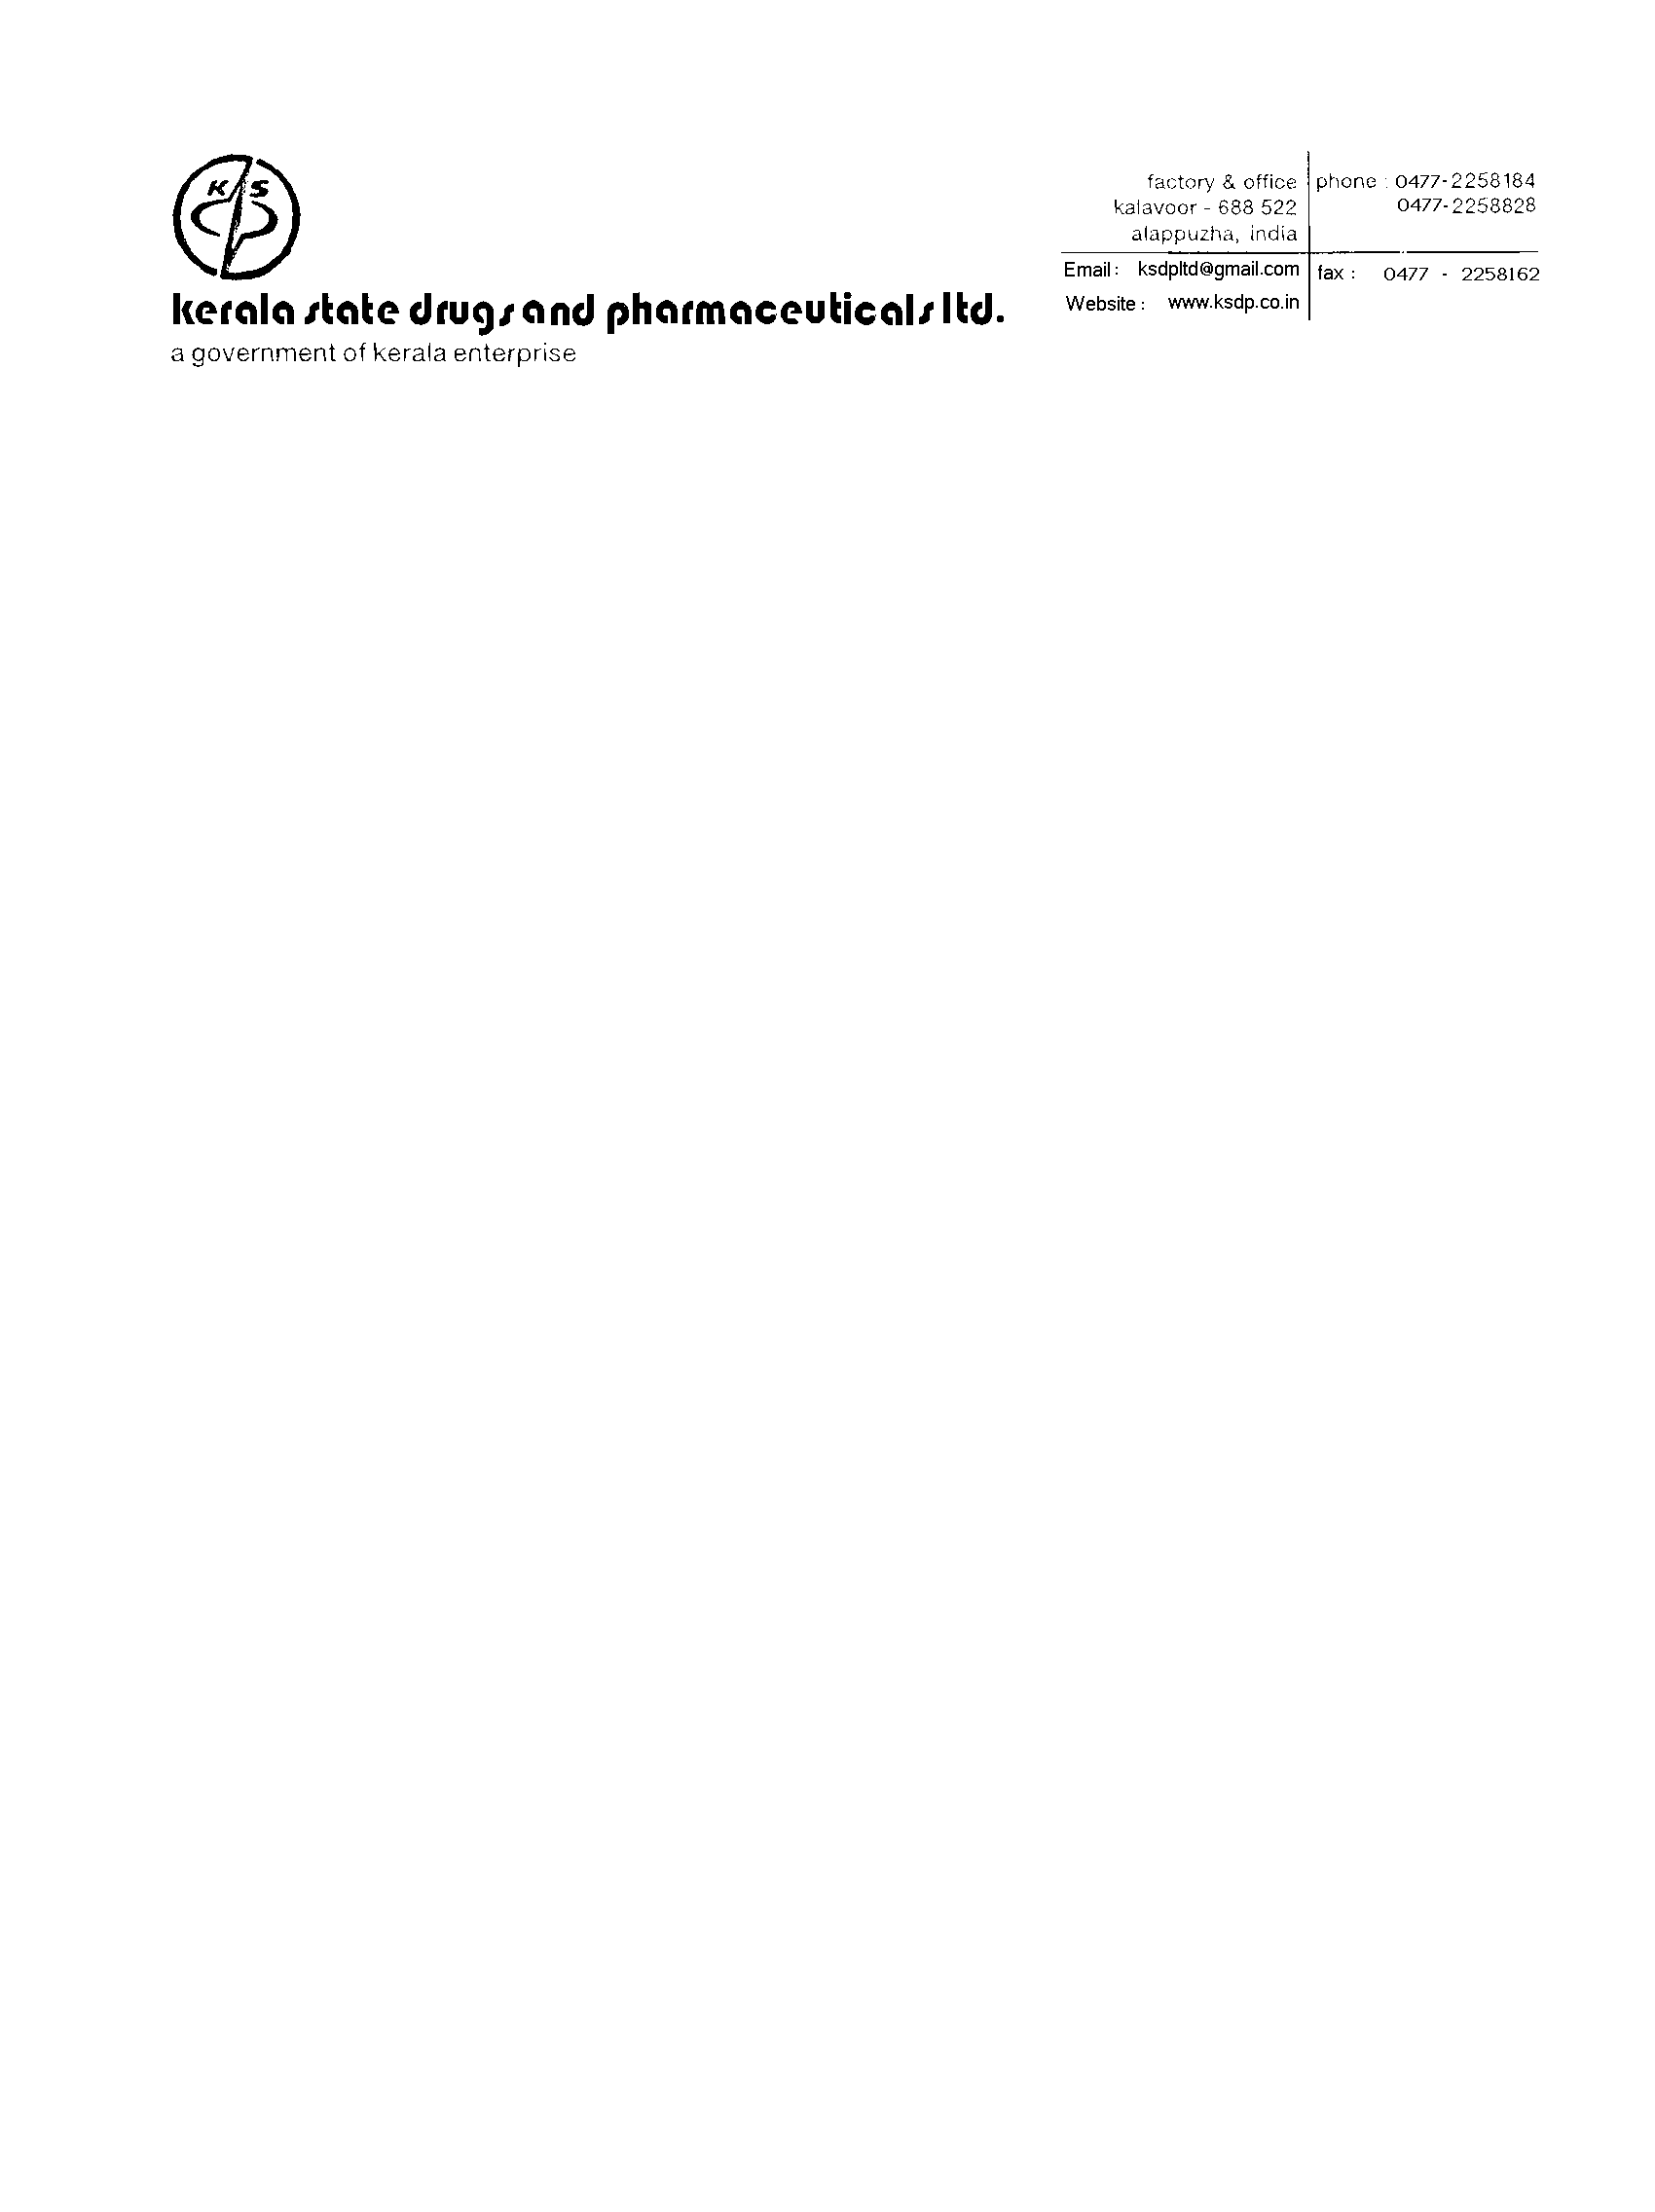 K S
kerala state drugs and pharmaceuticals ltd.
a government of kerala enterprise
factory & office
kalavoor - 688 522
alappuzha, india
phone : 0477-2258184
0477-2258828
Email : ksdpltd@gmail.com
Website : www.ksdp.co.in
fax : 0477 - 2258162